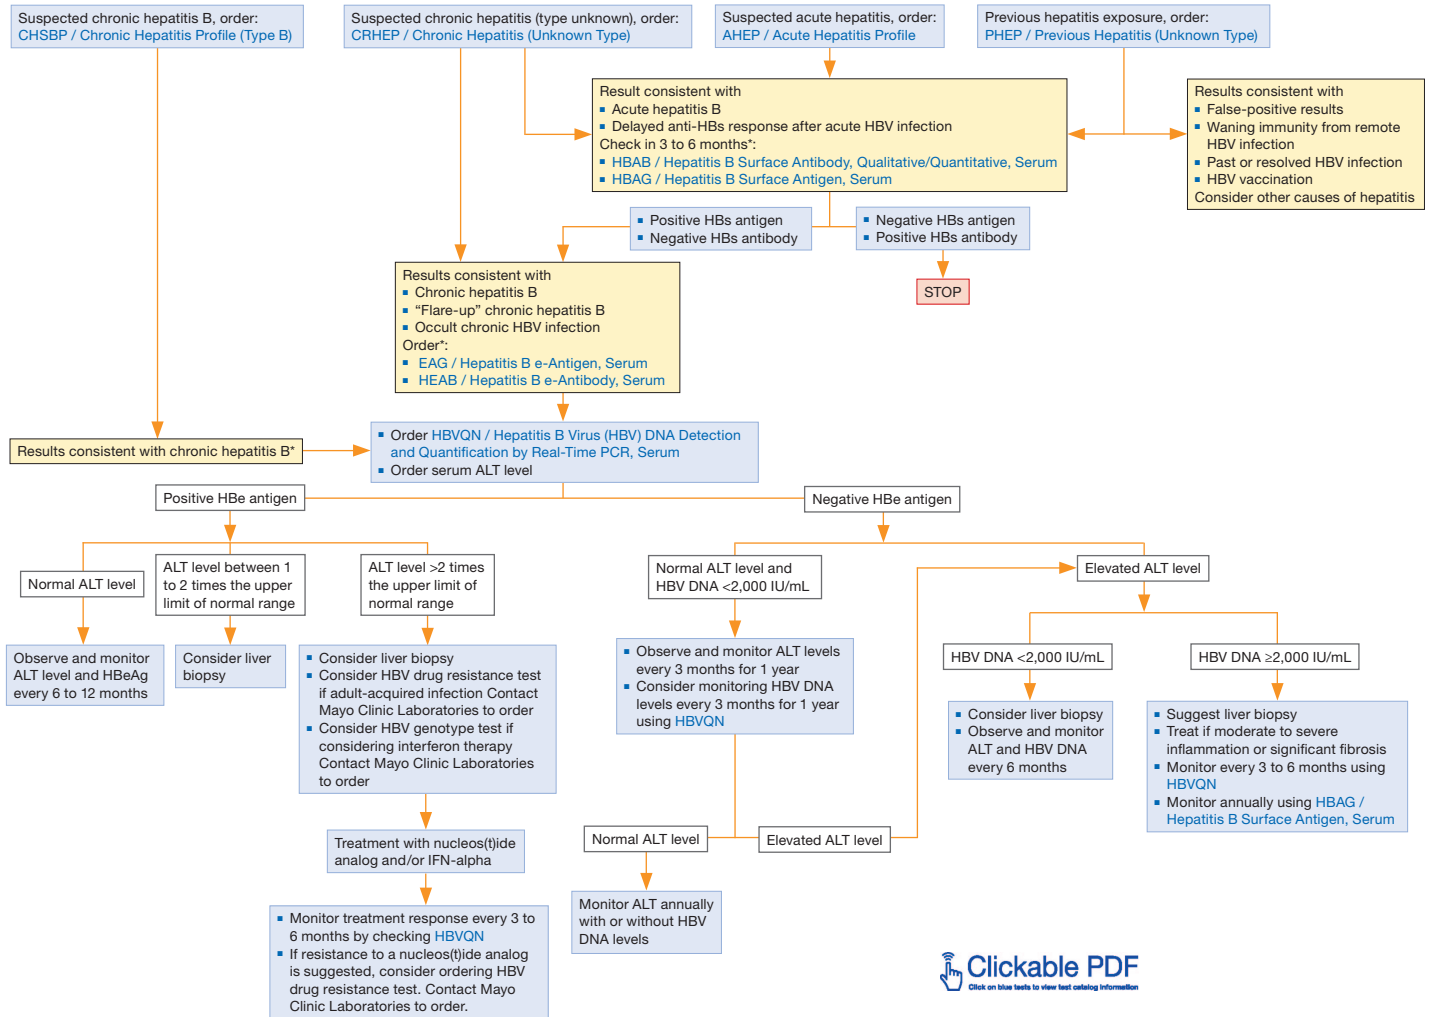 Suspected chronic hepatitis B, order:
CHSBP / Chronic Hepatitis Profile (Type B)
Suspected chronic hepatitis (type unknown), order:
CRHEP / Chronic Hepatitis (Unknown Type)
Suspected acute hepatitis, order:
AHEP / Acute Hepatitis Profile
Previous hepatitis exposure, order:
PHEP / Previous Hepatitis (Unknown Type)
Result consistent with
▪ Acute hepatitis B
▪ Delayed anti-HBs response after acute HBV infection
Check in 3 to 6 months*:
▪ HBAB / Hepatitis B Surface Antibody, Qualitative/Quantitative, Serum
▪ HBAG / Hepatitis B Surface Antigen, Serum
Results consistent with
▪ False-positive results
▪ Waning immunity from remote
HBV infection
▪ Past or resolved HBV infection
▪ HBV vaccination
Consider other causes of hepatitis
▪ Positive HBs antigen
▪ Negative HBs antibody
▪ Negative HBs antigen
▪ Positive HBs antibody
STOP
Results consistent with
▪ Chronic hepatitis B
▪ “Flare-up” chronic hepatitis B
▪ Occult chronic HBV infection
Order*:
▪ EAG / Hepatitis B e-Antigen, Serum
▪ HEAB / Hepatitis B e-Antibody, Serum
Results consistent with chronic hepatitis B*
▪ Order HBVQN / Hepatitis B Virus (HBV) DNA Detection
and Quantification by Real-Time PCR, Serum
▪ Order serum ALT level
Positive HBe antigen
Negative HBe antigen
Normal ALT level
ALT level between 1
to 2 times the upper
limit of normal range
ALT level >2 times
the upper limit of
normal range
Normal ALT level and
HBV DNA <2,000 IU/mL
Elevated ALT level
Observe and monitor
ALT level and HBeAg
every 6 to 12 months
Consider liver
biopsy
▪ Consider liver biopsy
▪ Consider HBV drug resistance test
if adult-acquired infection Contact
Mayo Clinic Laboratories to order
▪ Consider HBV genotype test if
considering interferon therapy
Contact Mayo Clinic Laboratories
to order
▪ Observe and monitor ALT levels
every 3 months for 1 year
▪ Consider monitoring HBV DNA
levels every 3 months for 1 year
using HBVQN
HBV DNA <2,000 IU/mL
HBV DNA ≥2,000 IU/mL
▪ Consider liver biopsy
▪ Observe and monitor
ALT and HBV DNA
every 6 months
▪ Suggest liver biopsy
▪ Treat if moderate to severe
inflammation or significant fibrosis
▪ Monitor every 3 to 6 months using
HBVQN
▪ Monitor annually using HBAG /
Hepatitis B Surface Antigen, Serum
Treatment with nucleos(t)ide
analog and/or IFN-alpha
Normal ALT level
Elevated ALT level
▪ Monitor treatment response every 3 to
6 months by checking HBVQN
▪ If resistance to a nucleos(t)ide analog
is suggested, consider ordering HBV
drug resistance test. Contact Mayo
Clinic Laboratories to order.
Monitor ALT annually
with or without HBV
DNA levels
Clickable PDF
Click on blue tests to view test catalog information